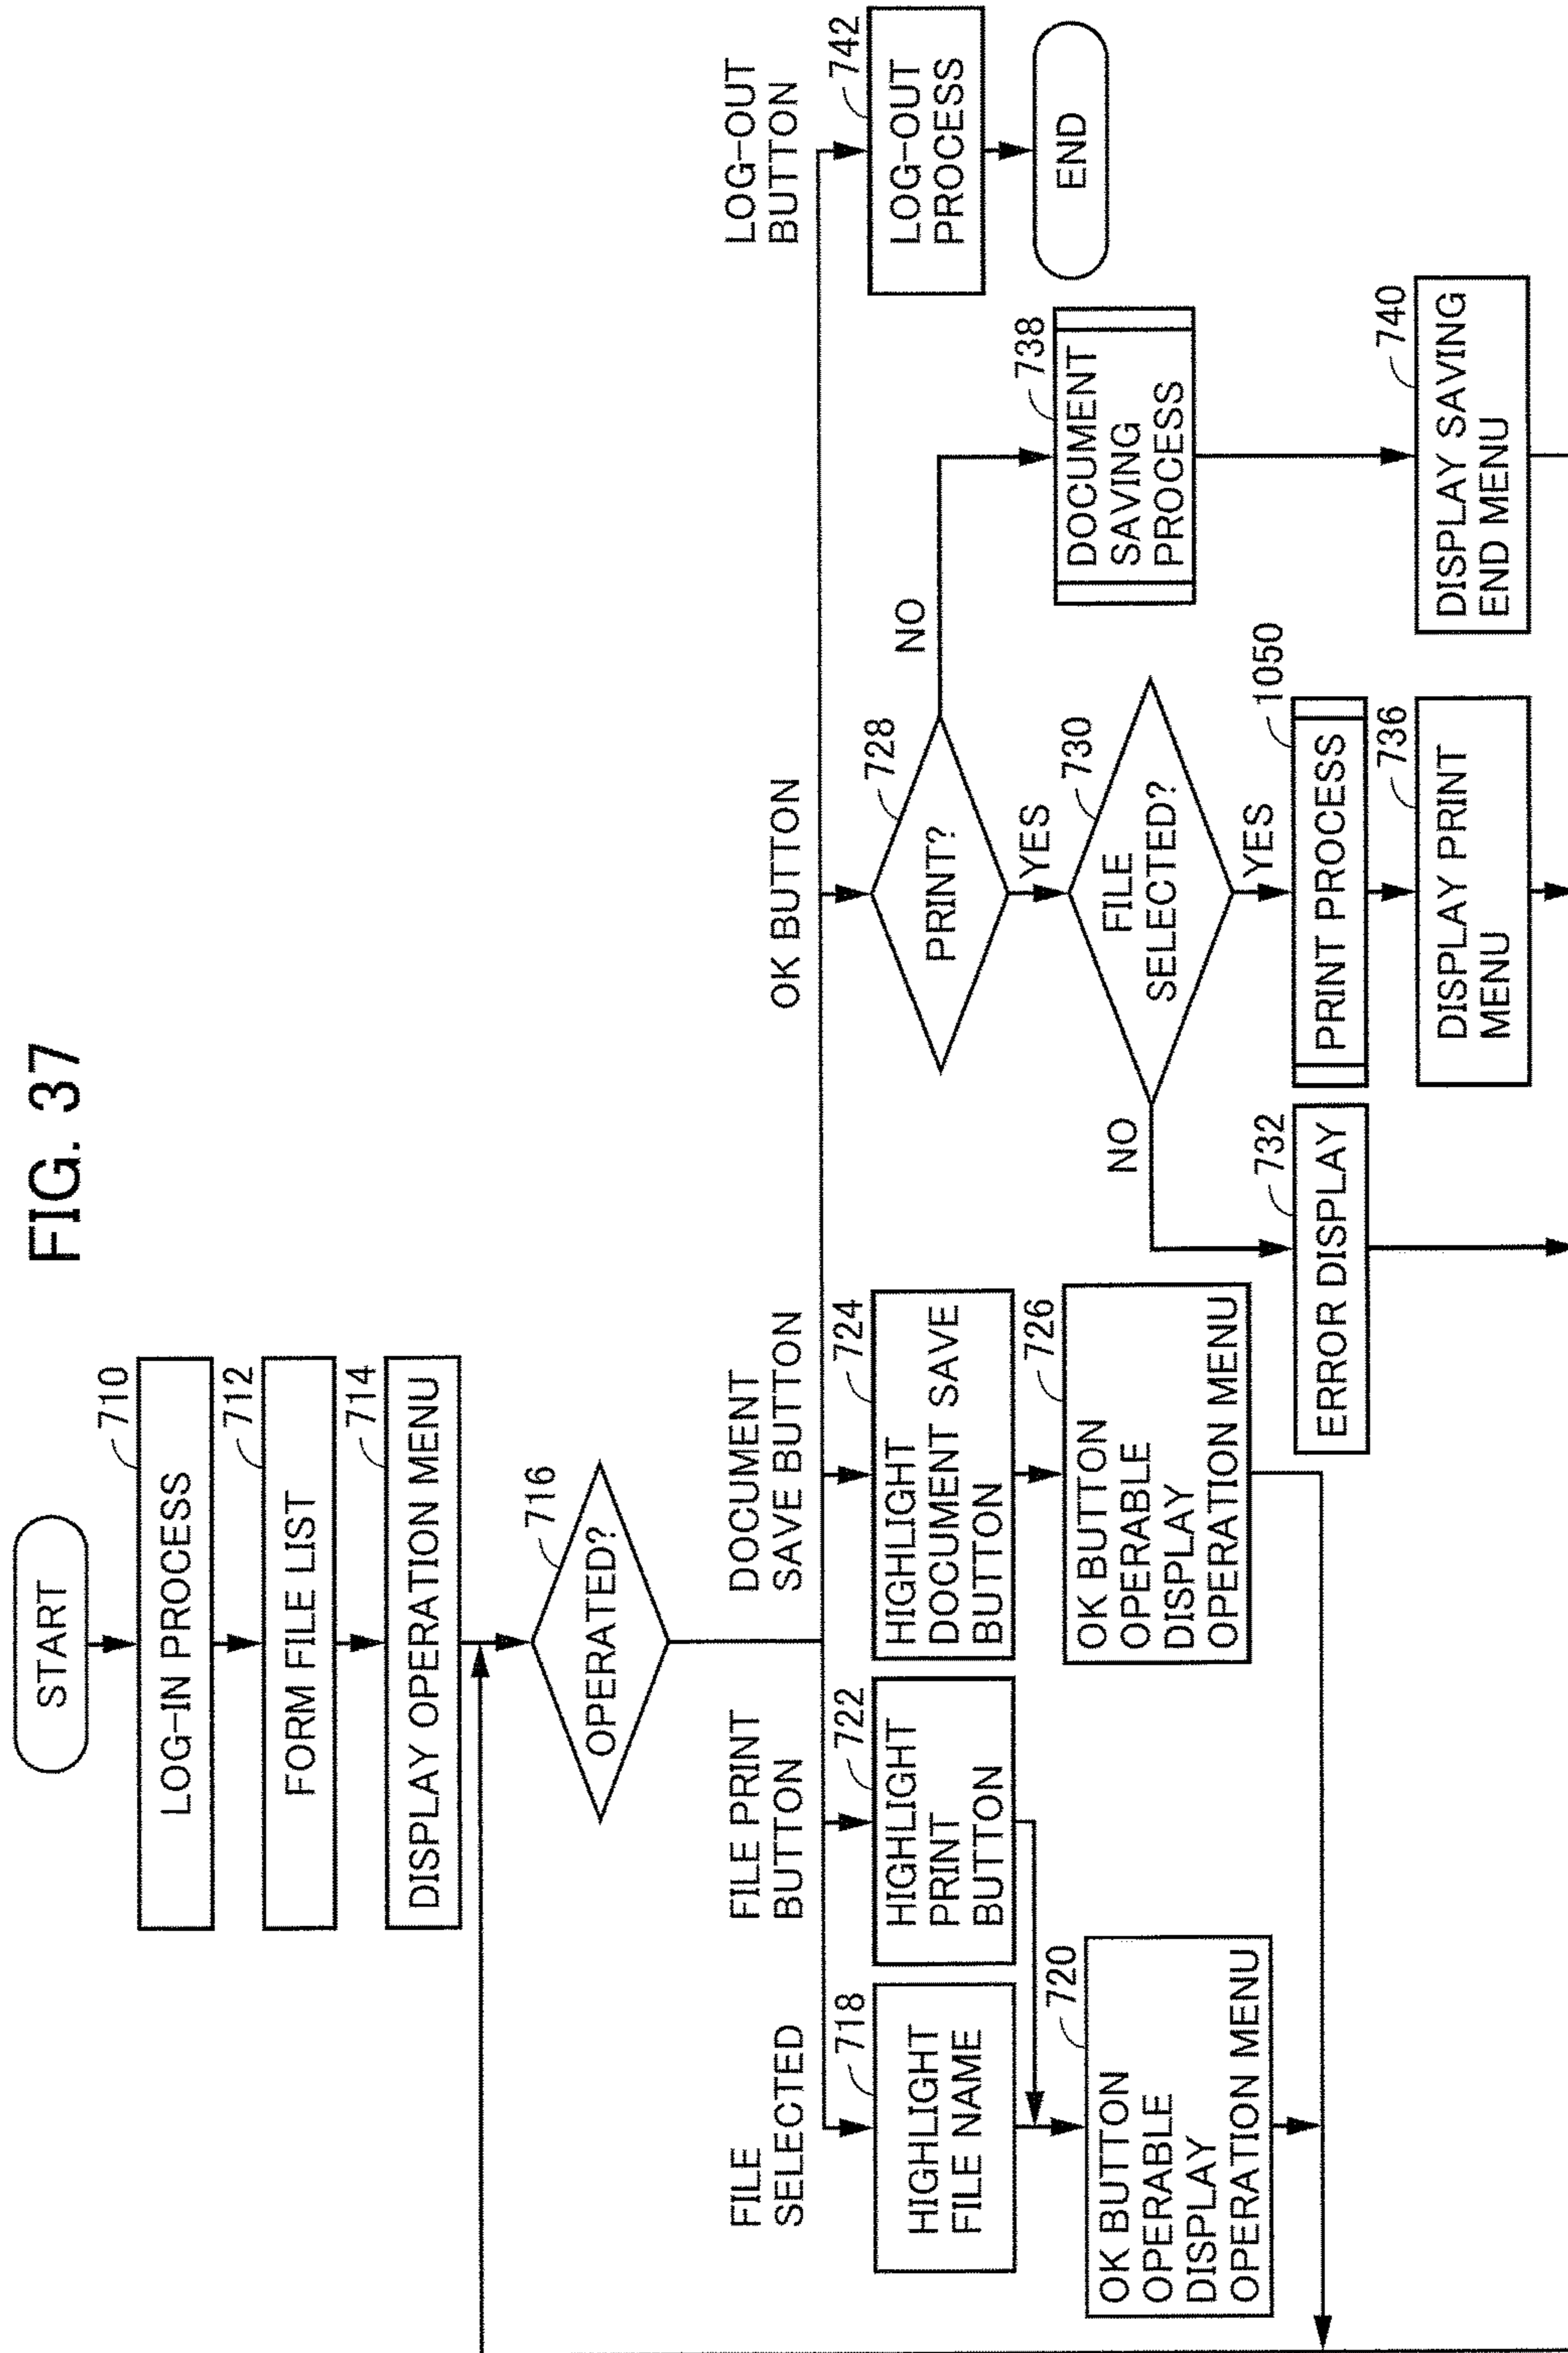 FIG. 37
START
710
LOG-IN PROCESS
712
FORM FILE LIST
714
DISPLAY OPERATION MENU
716
OPERATED?
FILE
SELECTED
718
HIGHLIGHT
FILE NAME
720
OK BUTTON
OPERABLE
DISPLAY
OPERATION MENU
FILE PRINT
BUTTON
722
HIGHLIGHT
PRINT
BUTTON
DOCUMENT
SAVE BUTTON
724
HIGHLIGHT
DOCUMENT SAVE
BUTTON
726
OK BUTTON
OPERABLE
DISPLAY
OPERATION MENU
OK BUTTON
728
PRINT?
NO
YES
730
FILE
SELECTED?
NO
YES
732
ERROR DISPLAY
1050
PRINT PROCESS
736
DISPLAY PRINT
MENU
738
DOCUMENT
SAVING
PROCESS
740
DISPLAY SAVING
END MENU
LOG-OUT
BUTTON
742
LOG-OUT
PROCESS
END